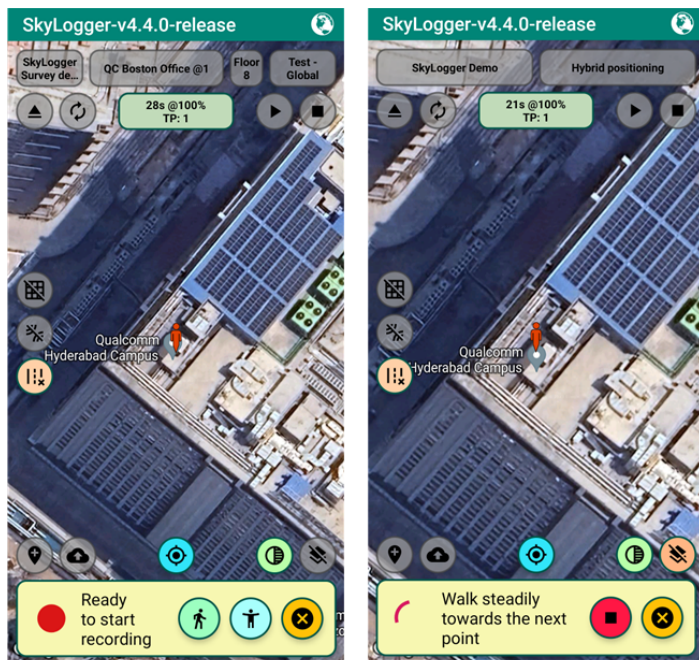 SkyLogger-v4.4.0-release
SkyLogger
Survey de...
QC Boston Office @1
Floor
8
Test -
Global
28s @100%
TP: 1
Qualcomm
Hyderabad Campus
Ready
to start
recording
SkyLogger-v4.4.0-release
SkyLogger Demo
Hybrid positioning
21s @100%
TP: 1
Qualcomm
Hyderabad Campus
Walk steadily
towards the next
point